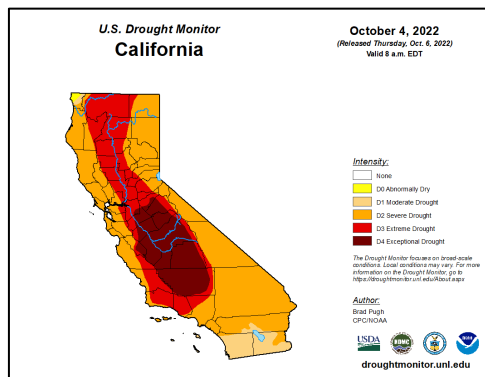 U.S. Drought Monitor
California
October 4, 2022
(Released Thursday, Oct. 6, 2022)
Valid 8 a.m. EDT
Intensity:
None
D0 Abnormally Dry
D1 Moderate Drought
D2 Severe Drought
D3 Extreme Drought
D4 Exceptional Drought
The Drought Monitor focuses on broad-scale
conditions. Local conditions may vary. For more
information on the Drought Monitor, go to
https://droughtmonitor.unl.edu/About.aspx
Author:
Brad Pugh
CPC/NOAA
USDA
NDMC
NOAA
droughtmonitor.unl.edu